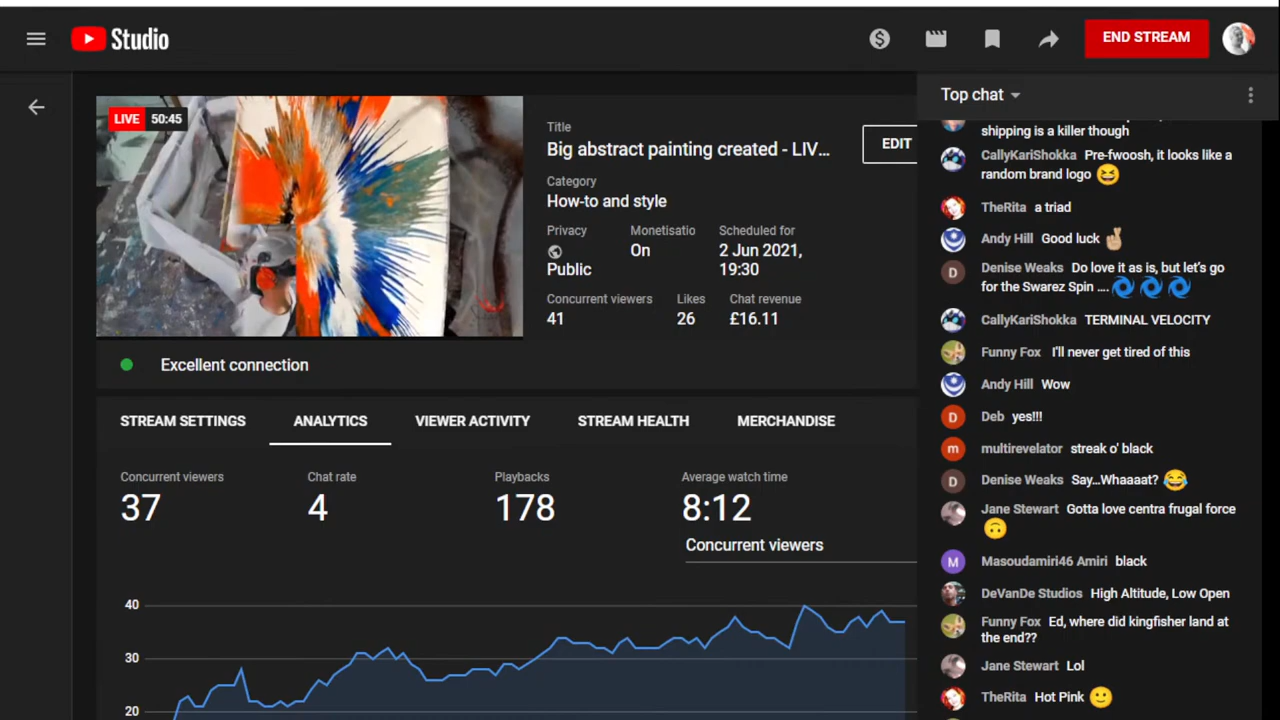 Studio
END STREAM
LIVE 50:45
Title
Big abstract painting created - LIV...
EDIT
Category
How-to and style
Privacy
Public
Monetisatio
On
Scheduled for
2 Jun 2021,
19:30
Concurrent viewers
41
Likes
26
Chat revenue
£16.11
Excellent connection
STREAM SETTINGS
ANALYTICS
VIEWER ACTIVITY
STREAM HEALTH
MERCHANDISE
Concurrent viewers
37
Chat rate
4
Playbacks
178
Average watch time
8:12
Concurrent viewers
40
30
20
Top chat
shipping is a killer though
CallyKariShokka Pre-fwoosh, it looks like a
random brand logo 😆
TheRita a triad
Andy Hill Good luck 🤞🏼
D
Denise Weaks Do love it as is, but let's go
for the Swarez Spin .... 🌀🌀🌀
CallyKariShokka TERMINAL VELOCITY
Funny Fox I'll never get tired of this
Andy Hill Wow
D Deb yes!!!
m multirevelator streak o' black
D Denise Weaks Say...Whaaaat? 😂
Jane Stewart Gotta love centra frugal force
🙃
M Masoudamiri46 Amiri black
DeVanDe Studios High Altitude, Low Open
Funny Fox Ed, where did kingfisher land at
the end??
Jane Stewart Lol
TheRita Hot Pink 🙂